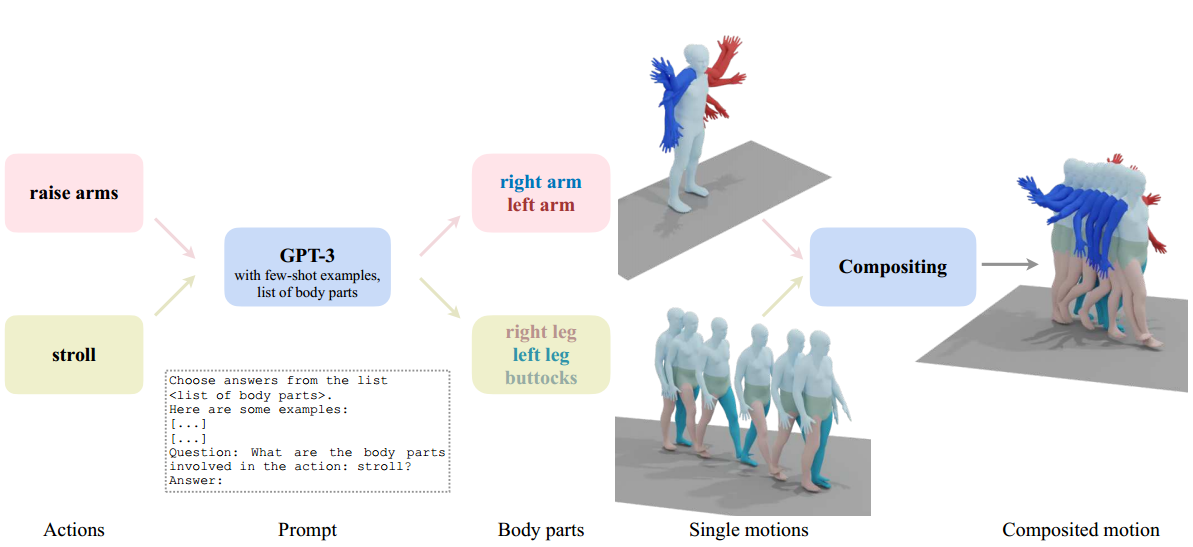 raise arms
stroll
GPT-3
with few-shot examples,
list of body parts
Choose answers from the list
<list of body parts>.
Here are some examples:
[...]
[...]
Question: What are the body parts
involved in the action: stroll?
Answer:
right arm
left arm
right leg
left leg
buttocks
Compositing
Actions
Prompt
Body parts
Single motions
Composited motion